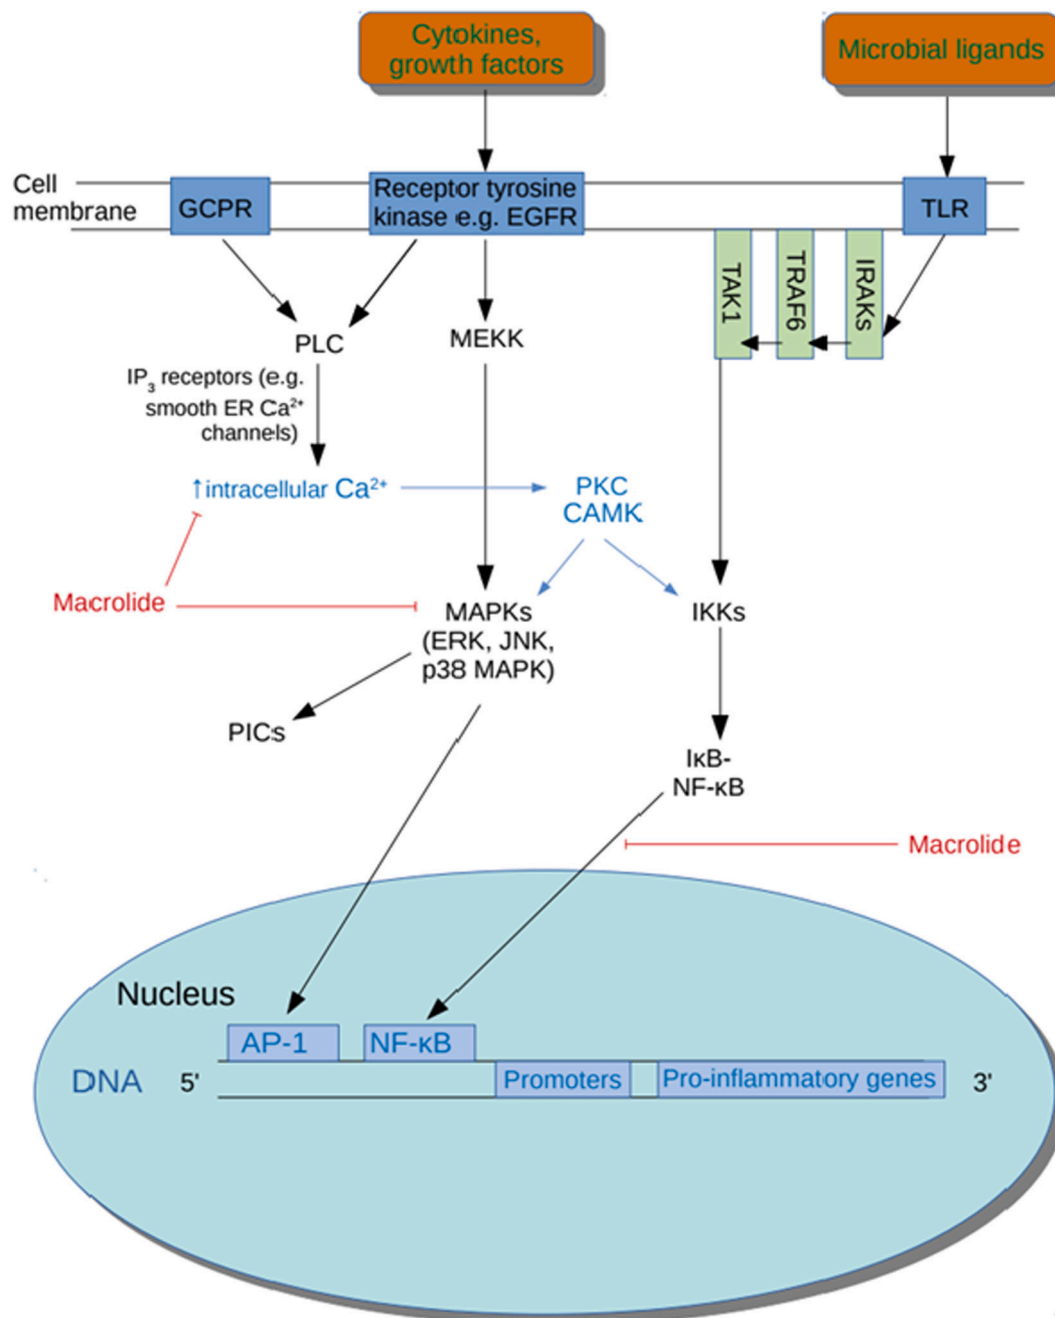 Cytokines,
growth factors
Microbial ligands
Cell
membrane
GCPR
Receptor tyrosine
kinase e.g. EGFR
TLR
TAK1
TRAF6
IRAKs
PLC
MEKK
IP₃ receptors (e.g.
smooth ER Ca²⁺
channels)
↑intracellular Ca²⁺
PKC
CAMK
Macrolide
MAPKs
(ERK, JNK,
p38 MAPK)
IKKs
PICs
IκB-
NF-κB
Macrolide
Nucleus
AP-1
NF-κB
DNA
5'
Promoters
Pro-inflammatory genes
3'